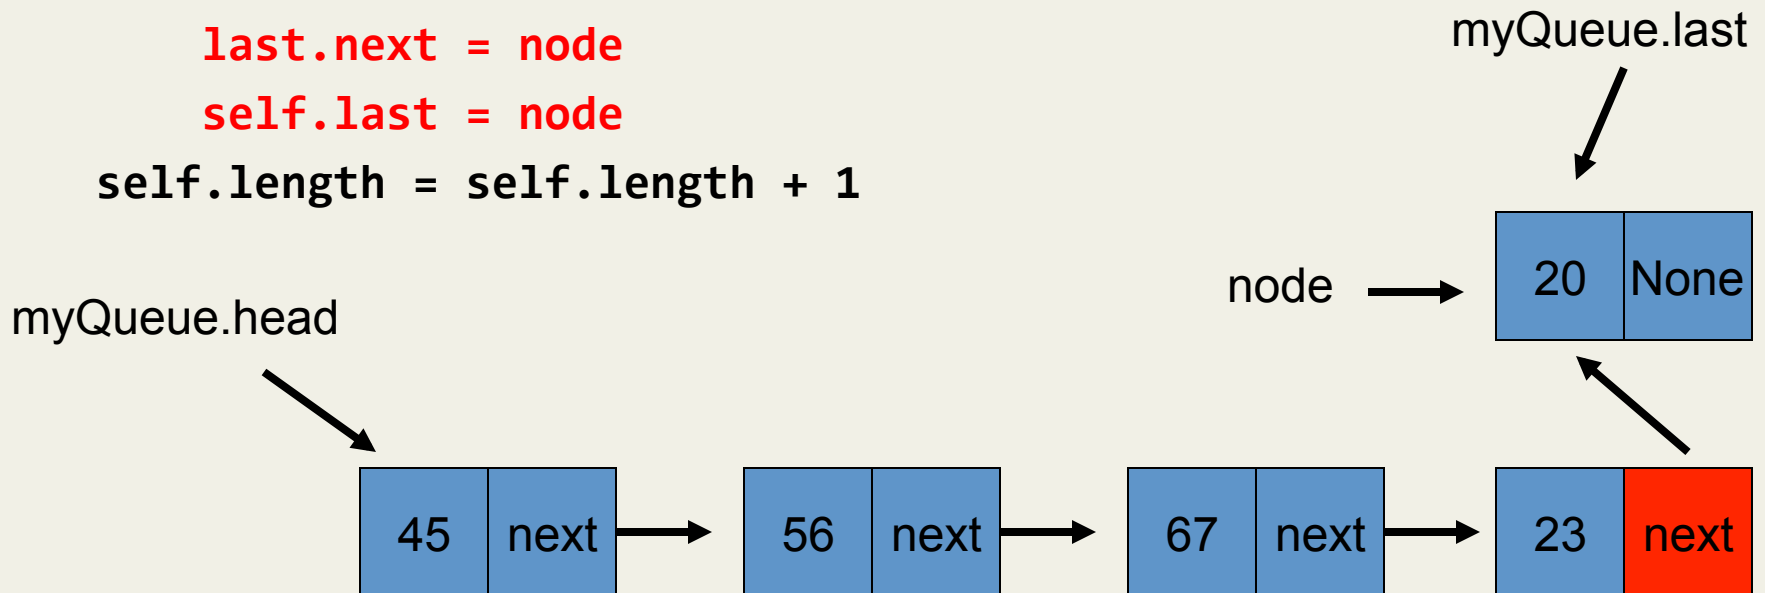 last.next = node
self.last = node
self.length = self.length + 1
myQueue.last
node
20 None
myQueue.head
45 next 56 next 67 next 23 next